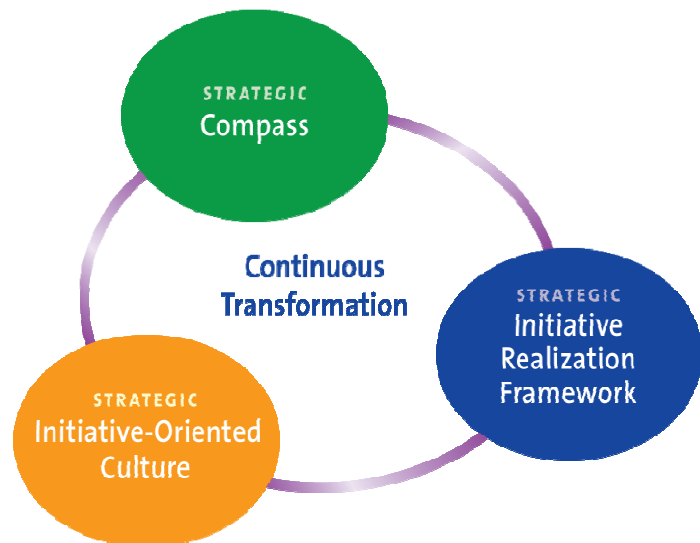 STRATEGIC
Compass
Continuous
Transformation
STRATEGIC
Initiative
Realization
Framework
STRATEGIC
Initiative-Oriented
Culture